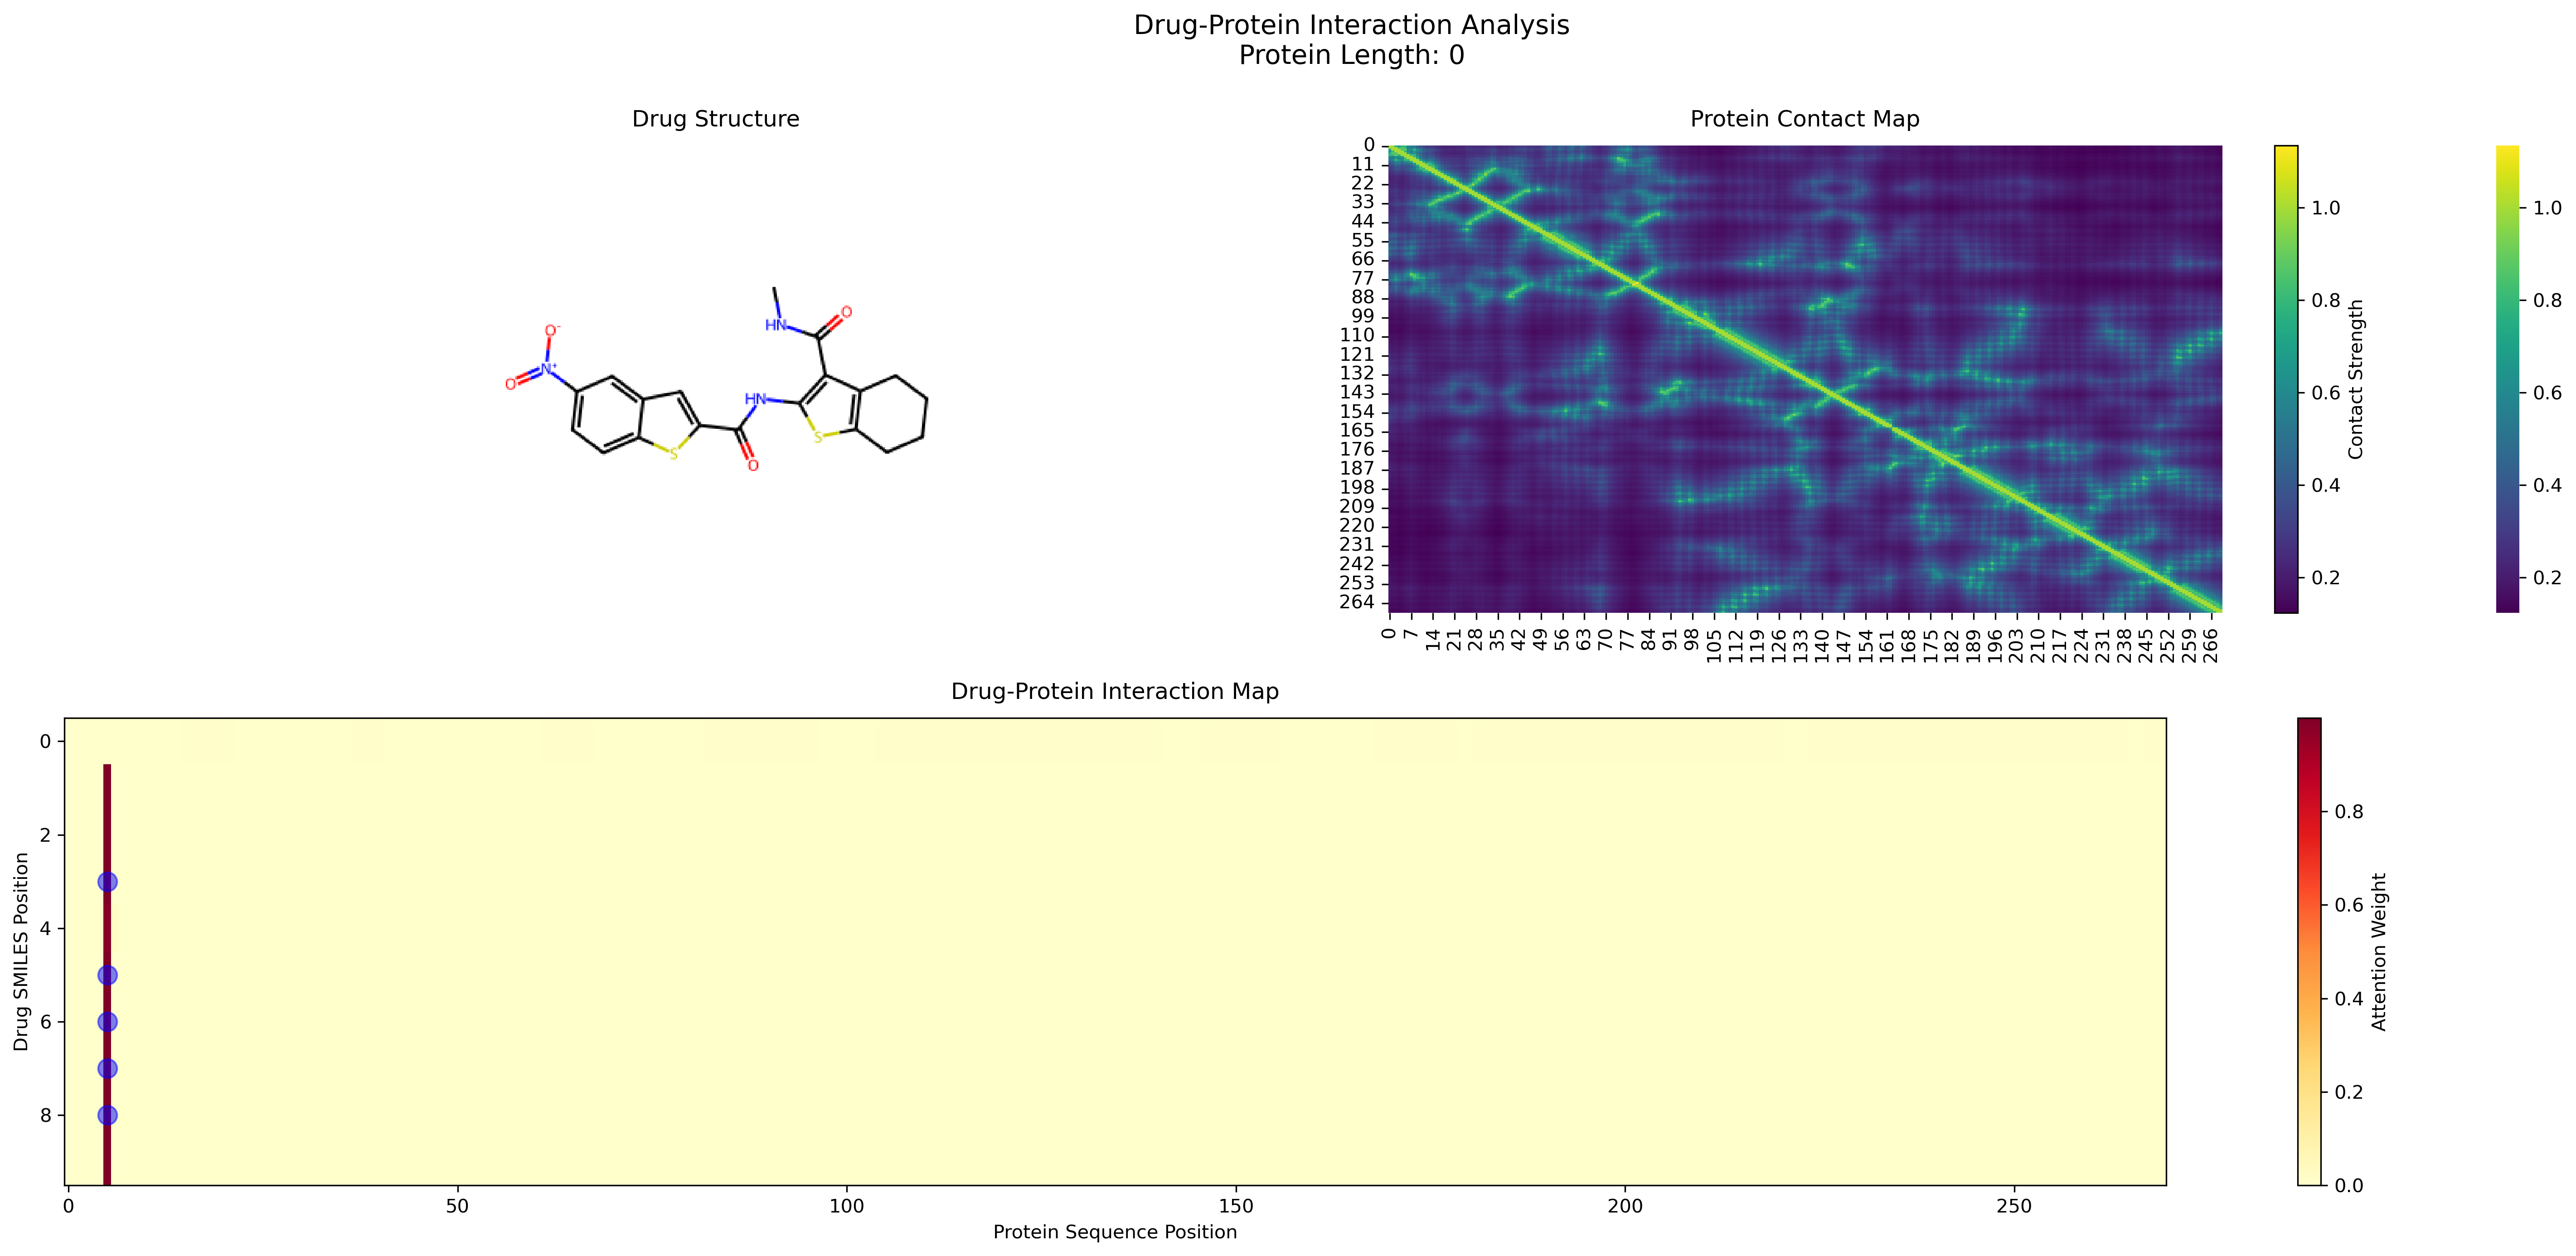 Drug-Protein Interaction Analysis
Protein Length: 0
Drug Structure
HN
O
O⁻
N⁺
O
HN
S
S
O
Protein Contact Map
0
11
22
33
44
55
66
77
88
99
110
121
132
143
154
165
176
187
198
209
220
231
242
253
264
0 7 14 21 28 35 42 49 56 63 70 77 84 91 98 105 112 119 126 133 140 147 154 161 168 175 182 189 196 203 210 217 224 231 238 245 252 259 266
1.0
0.8
0.6
0.4
0.2
Contact Strength
1.0
0.8
0.6
0.4
0.2
Drug-Protein Interaction Map
Drug SMILES Position
0
2
4
6
8
0 50 100 150 200 250
Protein Sequence Position
0.8
0.6
0.4
0.2
0.0
Attention Weight